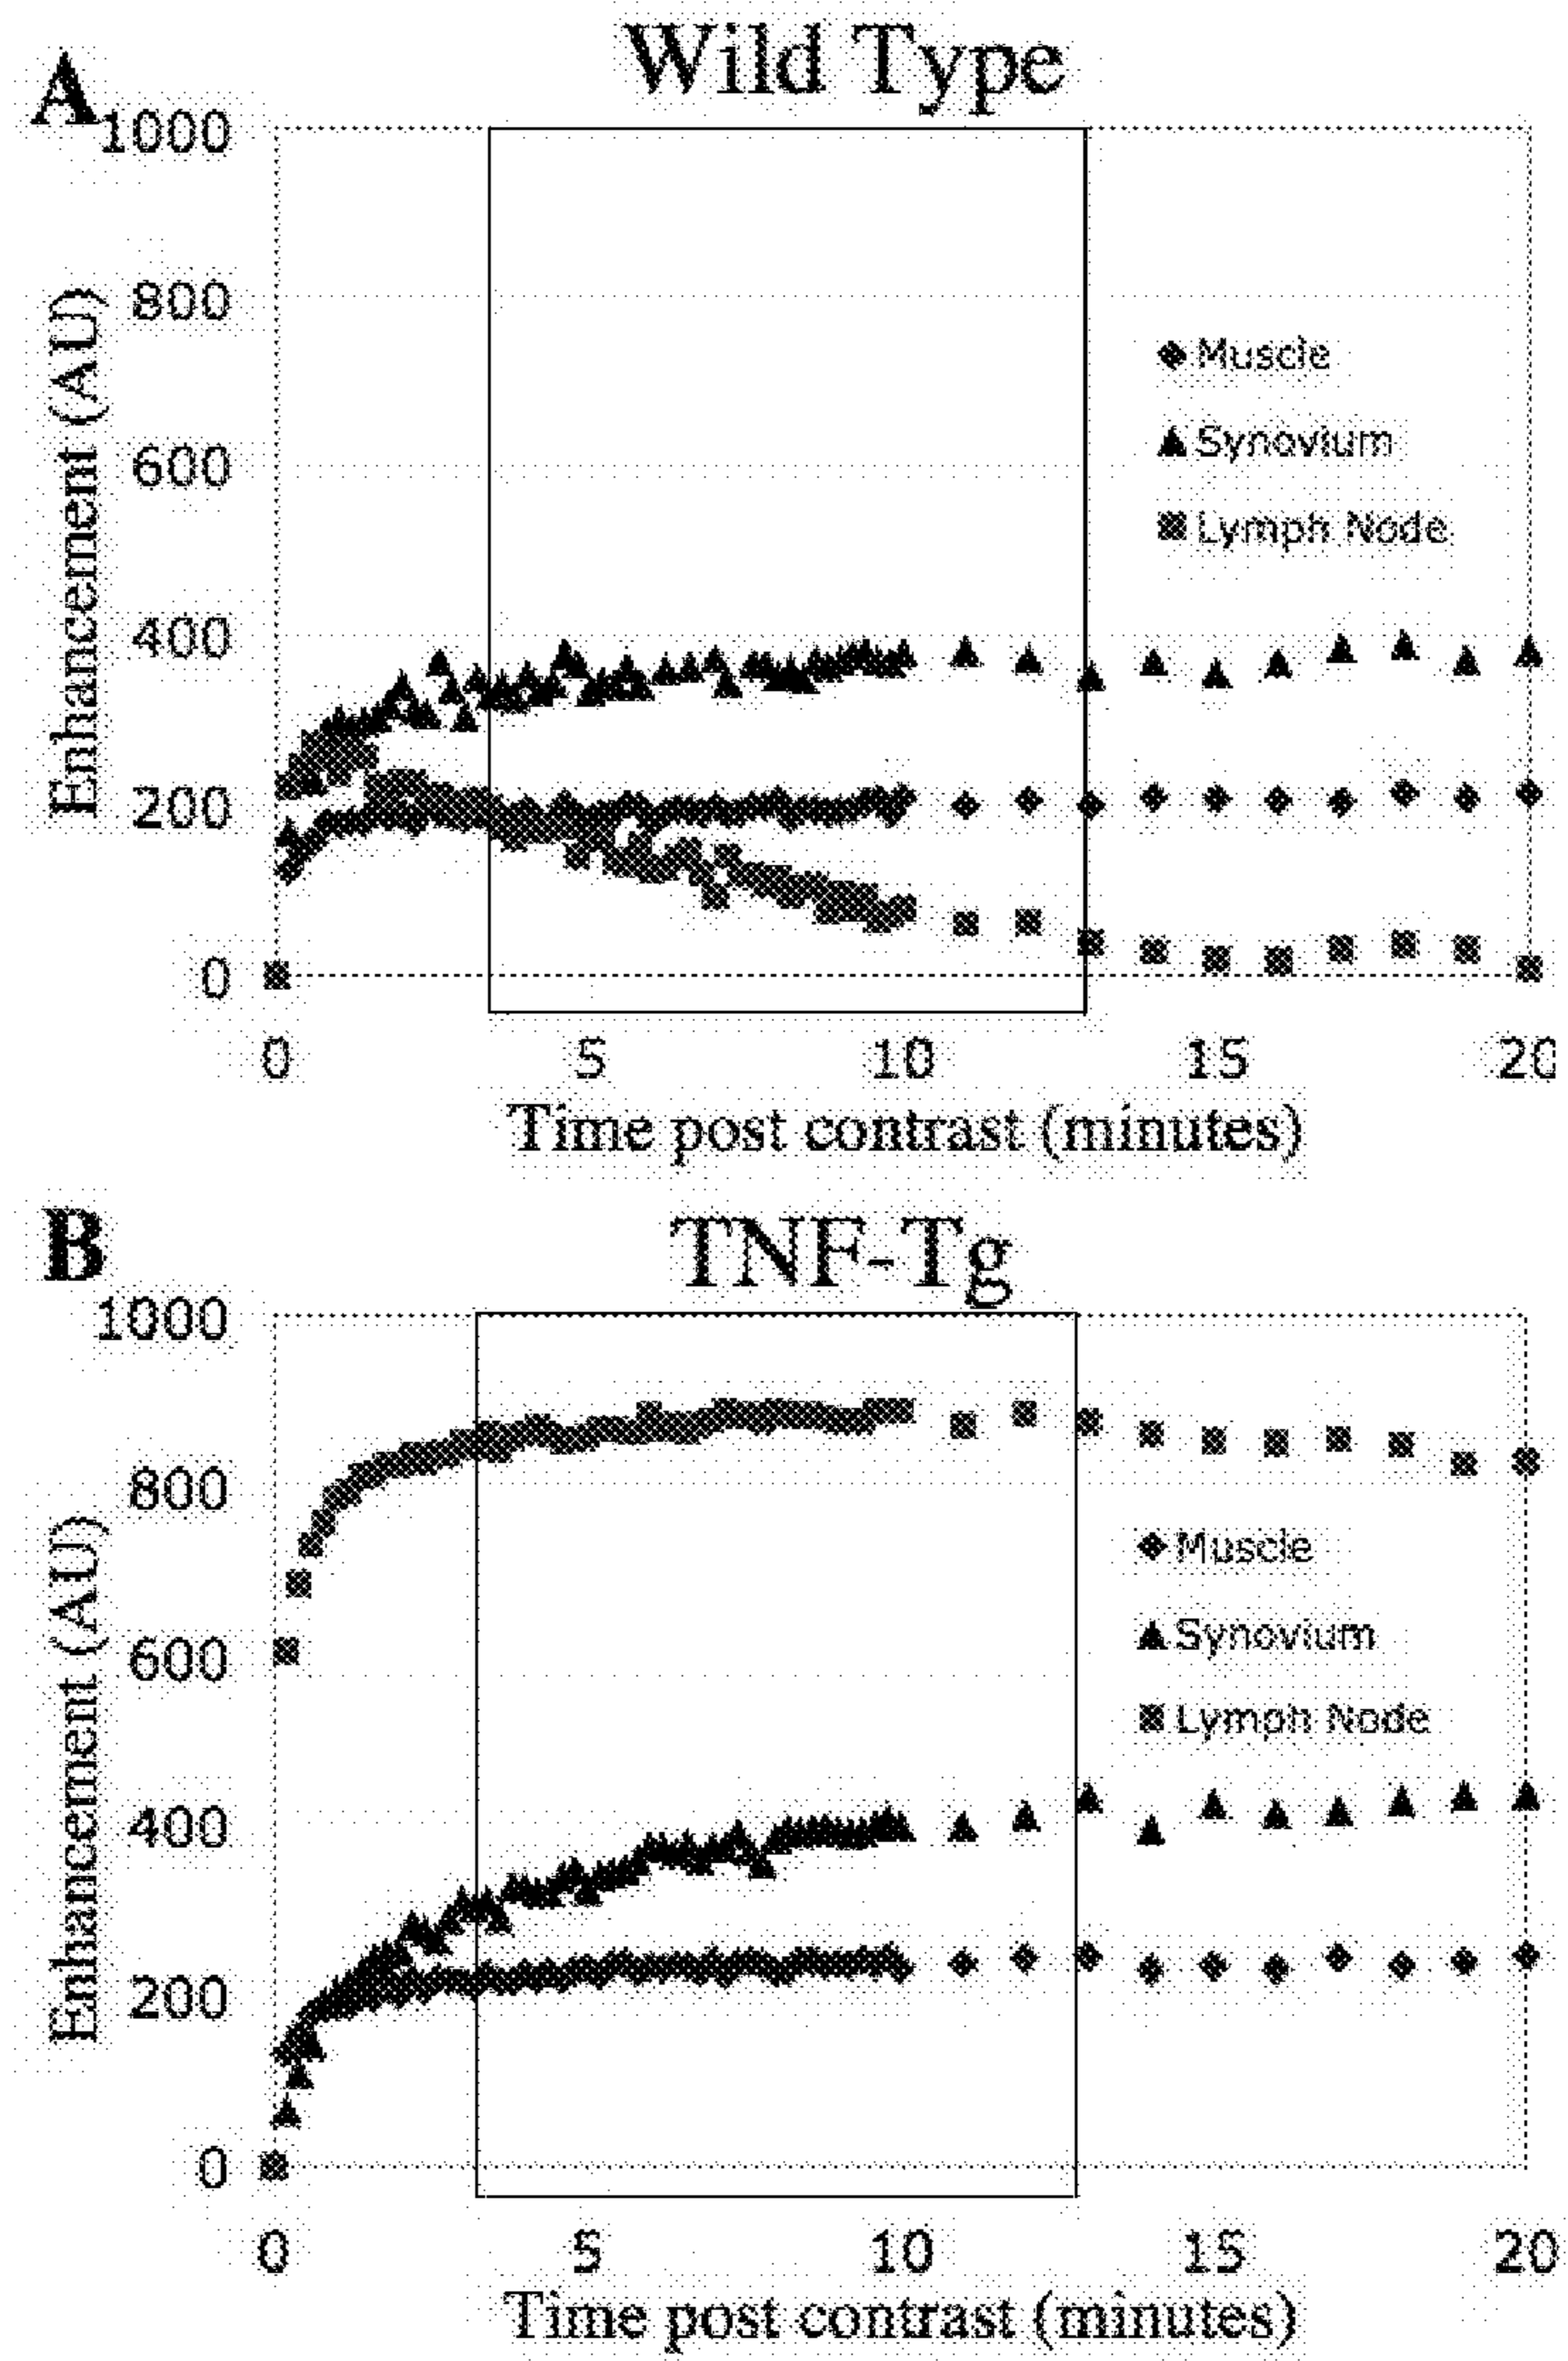 A
Wild Type
1000
800
600
400
200
0
Enhancement (AU)
Muscle
Synovium
Lymph Node
0 5 10 15 20
Time post contrast (minutes)
B
TNF-Tg
1000
800
600
400
200
0
Enhancement (AU)
Muscle
Synovium
Lymph Node
0 5 10 15 20
Time post contrast (minutes)